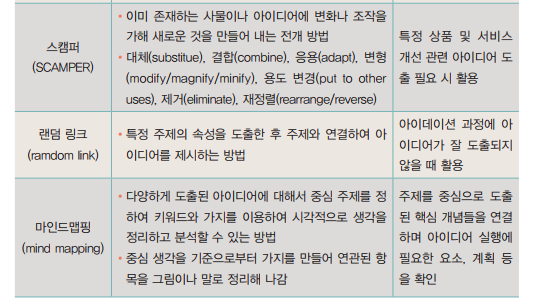 스캠퍼
(SCAMPER)
• 이미 존재하는 사물이나 아이디어에 변화나 조작을
가해 새로운 것을 만들어 내는 전개 방법
• 대체(substitue), 결합(combine), 응용(adapt), 변형
(modify/magnify/minify), 용도 변경(put to other
uses), 제거(eliminate), 재정렬(rearrange/reverse)
특정 상품 및 서비스
개선 관련 아이디어 도
출 필요 시 활용
랜덤 링크
(ramdom link)
• 특정 주제의 속성을 도출한 후 주제와 연결하여 아
이디어를 제시하는 방법
아이데이션 과정에 아
이디어가 잘 도출되지
않을 때 활용
마인드맵핑
(mind mapping)
• 다양하게 도출된 아이디어에 대해서 중심 주제를 정
하여 키워드와 가지를 이용하여 시각적으로 생각을
정리하고 분석할 수 있는 방법
• 중심 생각을 기준으로부터 가지를 만들어 연관된 항
목을 그림이나 말로 정리해 나감
주제를 중심으로 도출
된 핵심 개념들을 연결
하며 아이디어 실행에
필요한 요소, 계획 등
을 확인